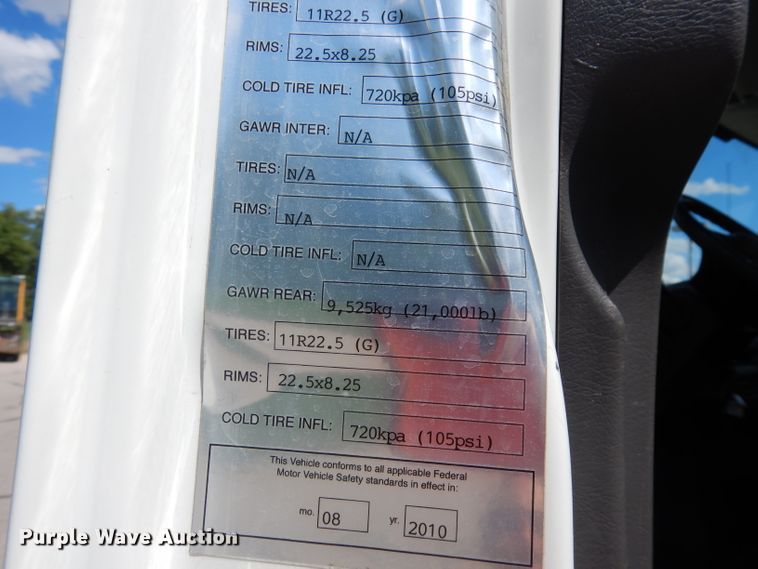 TIRES: 11R22.5 (G)
RIMS: 22.5x8.25
COLD TIRE INFL: 720kpa (105psi)
GAWR INTER: N/A
TIRES: N/A
RIMS: N/A
COLD TIRE INFL: N/A
GAWR REAR: 9,525kg (21,000lb)
TIRES: 11R22.5 (G)
RIMS: 22.5x8.25
COLD TIRE INFL: 720kpa (105psi)
This Vehicle conforms to all applicable Federal
Motor Vehicle Safety standards in effect in:
mo. 08 yr. 2010
Purple Wave Auction